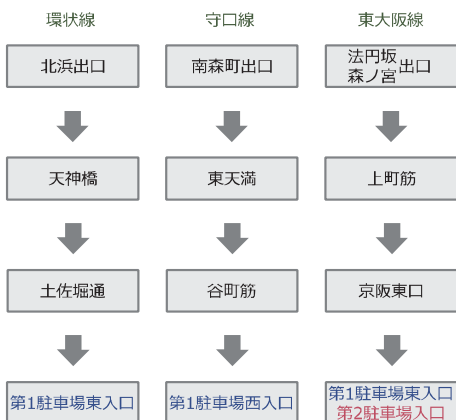 環状線
北浜出口
天神橋
土佐堀通
第1駐車場東入口
守口線
南森町出口
東天満
谷町筋
第1駐車場西入口
東大阪線
法円坂
森ノ宮
出口
上町筋
京阪東口
第1駐車場東入口
第2駐車場入口